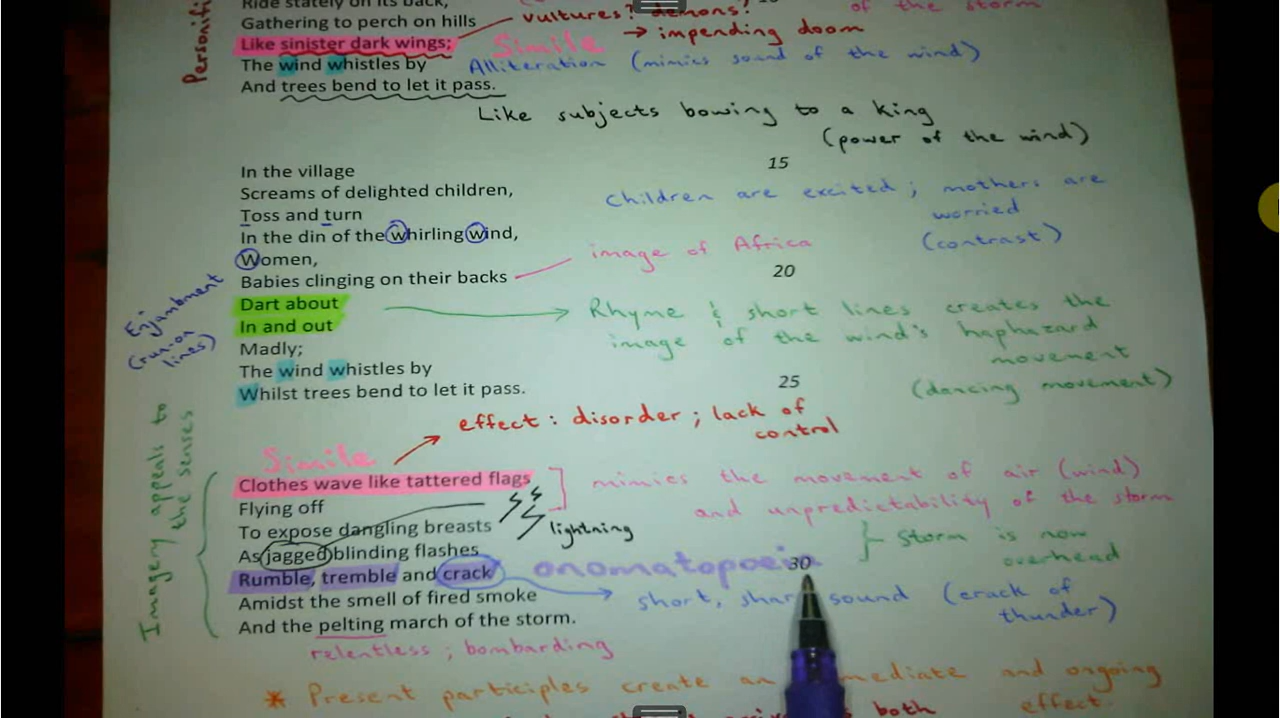 Ride stately on its back,
of the storm
Gathering to perch on hills
vultures? demons?
Like sinister dark wings;
Simile
→ impending doom
Personifi
The wind whistles by
Alliteration (mimics sound of the wind)
And trees bend to let it pass.
Like subjects bowing to a king
(power of the wind)
In the village
15
Screams of delighted children,
Children are excited; mothers are
worried
(contrast)
Toss and turn
In the din of the whirling wind,
Women,
image of Africa
Babies clinging on their backs
20
Enjambment
(run-on
lines)
Dart about
In and out
Rhyme & short lines creates the
image of the wind's haphazard
movement
(dancing movement)
Madly;
The wind whistles by
Whilst trees bend to let it pass.
25
effect: disorder; lack of
control
Imagery appeals to
the senses
Simile
Clothes wave like tattered flags
mimics the movement of air (wind)
and unpredictability of the storm
Flying off
To expose dangling breasts
lightning
As jagged blinding flashes
storm is now
overhead
Rumble, tremble and crack
onomatopoeia
30
short, sharp sound (crack of
thunder)
Amidst the smell of fired smoke
And the pelting march of the storm.
relentless; bombarding
* Present participles create an immediate and ongoing
effect.
both